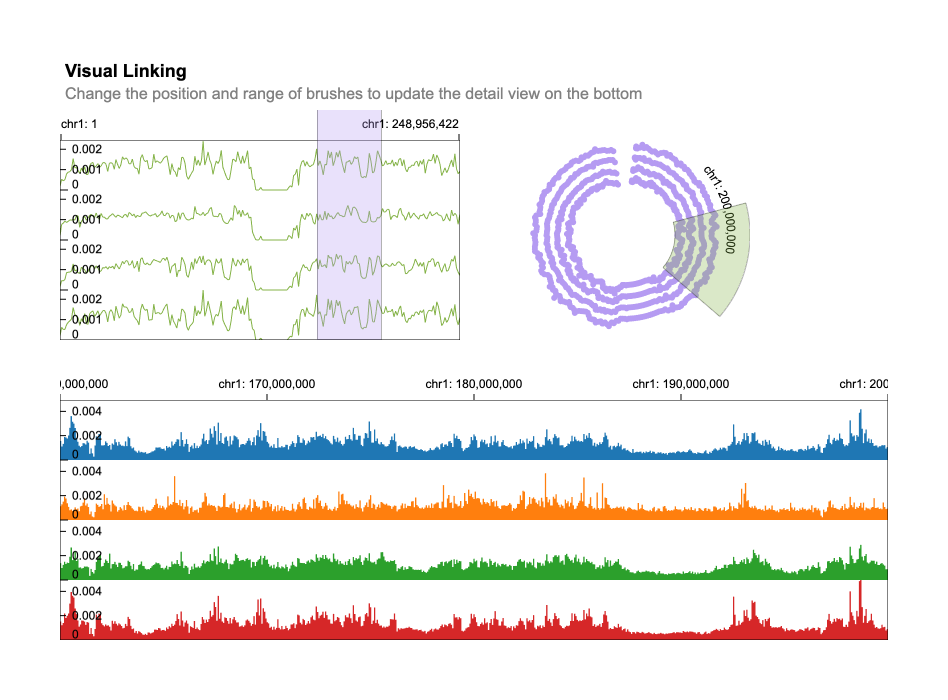 Visual Linking
Change the position and range of brushes to update the detail view on the bottom
chr1: 1
chr1: 248,956,422
0.002
0.001
0
0.002
0.001
0
0.002
0.001
0
0.002
0.001
0
chr1: 200,000,000
0,000,000
chr1: 170,000,000
chr1: 180,000,000
chr1: 190,000,000
chr1: 200
0.004
0.002
0
0.004
0.002
0
0.004
0.002
0
0.004
0.002
0